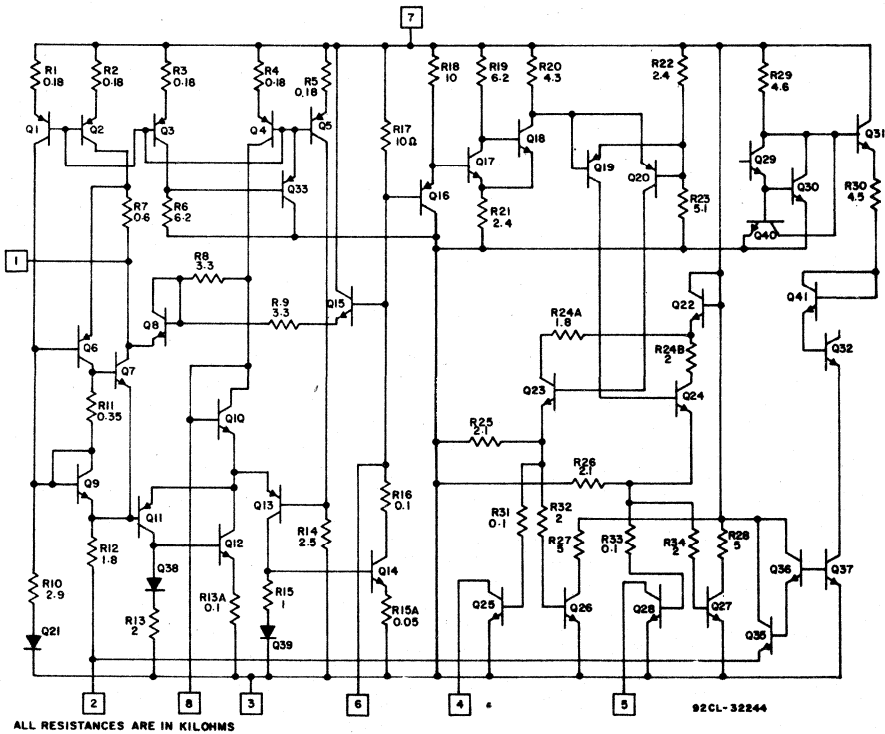 7
R1 0.18
R2 0.18
R3 0.18
R4 0.18
R5 0.18
R18 10
R19 6.2
R20 4.3
R22 2.4
R29 4.6
Q1
Q2
Q3
Q4
Q5
R17 10Ω
Q18
Q31
Q17
Q29
Q33
Q16
Q19
Q20
Q30
R30 4.5
R7 0.6
R6 6.2
R21 2.4
R23 5.1
Q40
1
R8 3.3
Q15
Q22
Q41
Q8
R.9 3.3
R24A 1.8
Q6
Q7
R24B 2
Q32
Q23
Q24
R11 0.35
Q10
R25 2.1
R26 2.1
Q9
Q13
R16 0.1
R31 0.1
R32 2
Q11
Q12
R14 2.5
R27 5
R33 0.1
R34 2
R28 5
R12 1.8
Q38
Q14
Q36
Q37
R10 2.9
R13A 0.1
R15 1
R15A 0.05
Q25
Q26
Q28
Q27
R13 2
Q21
Q39
Q35
2
8
3
6
4
5
92CL-32244
ALL RESISTANCES ARE IN KILOHMS